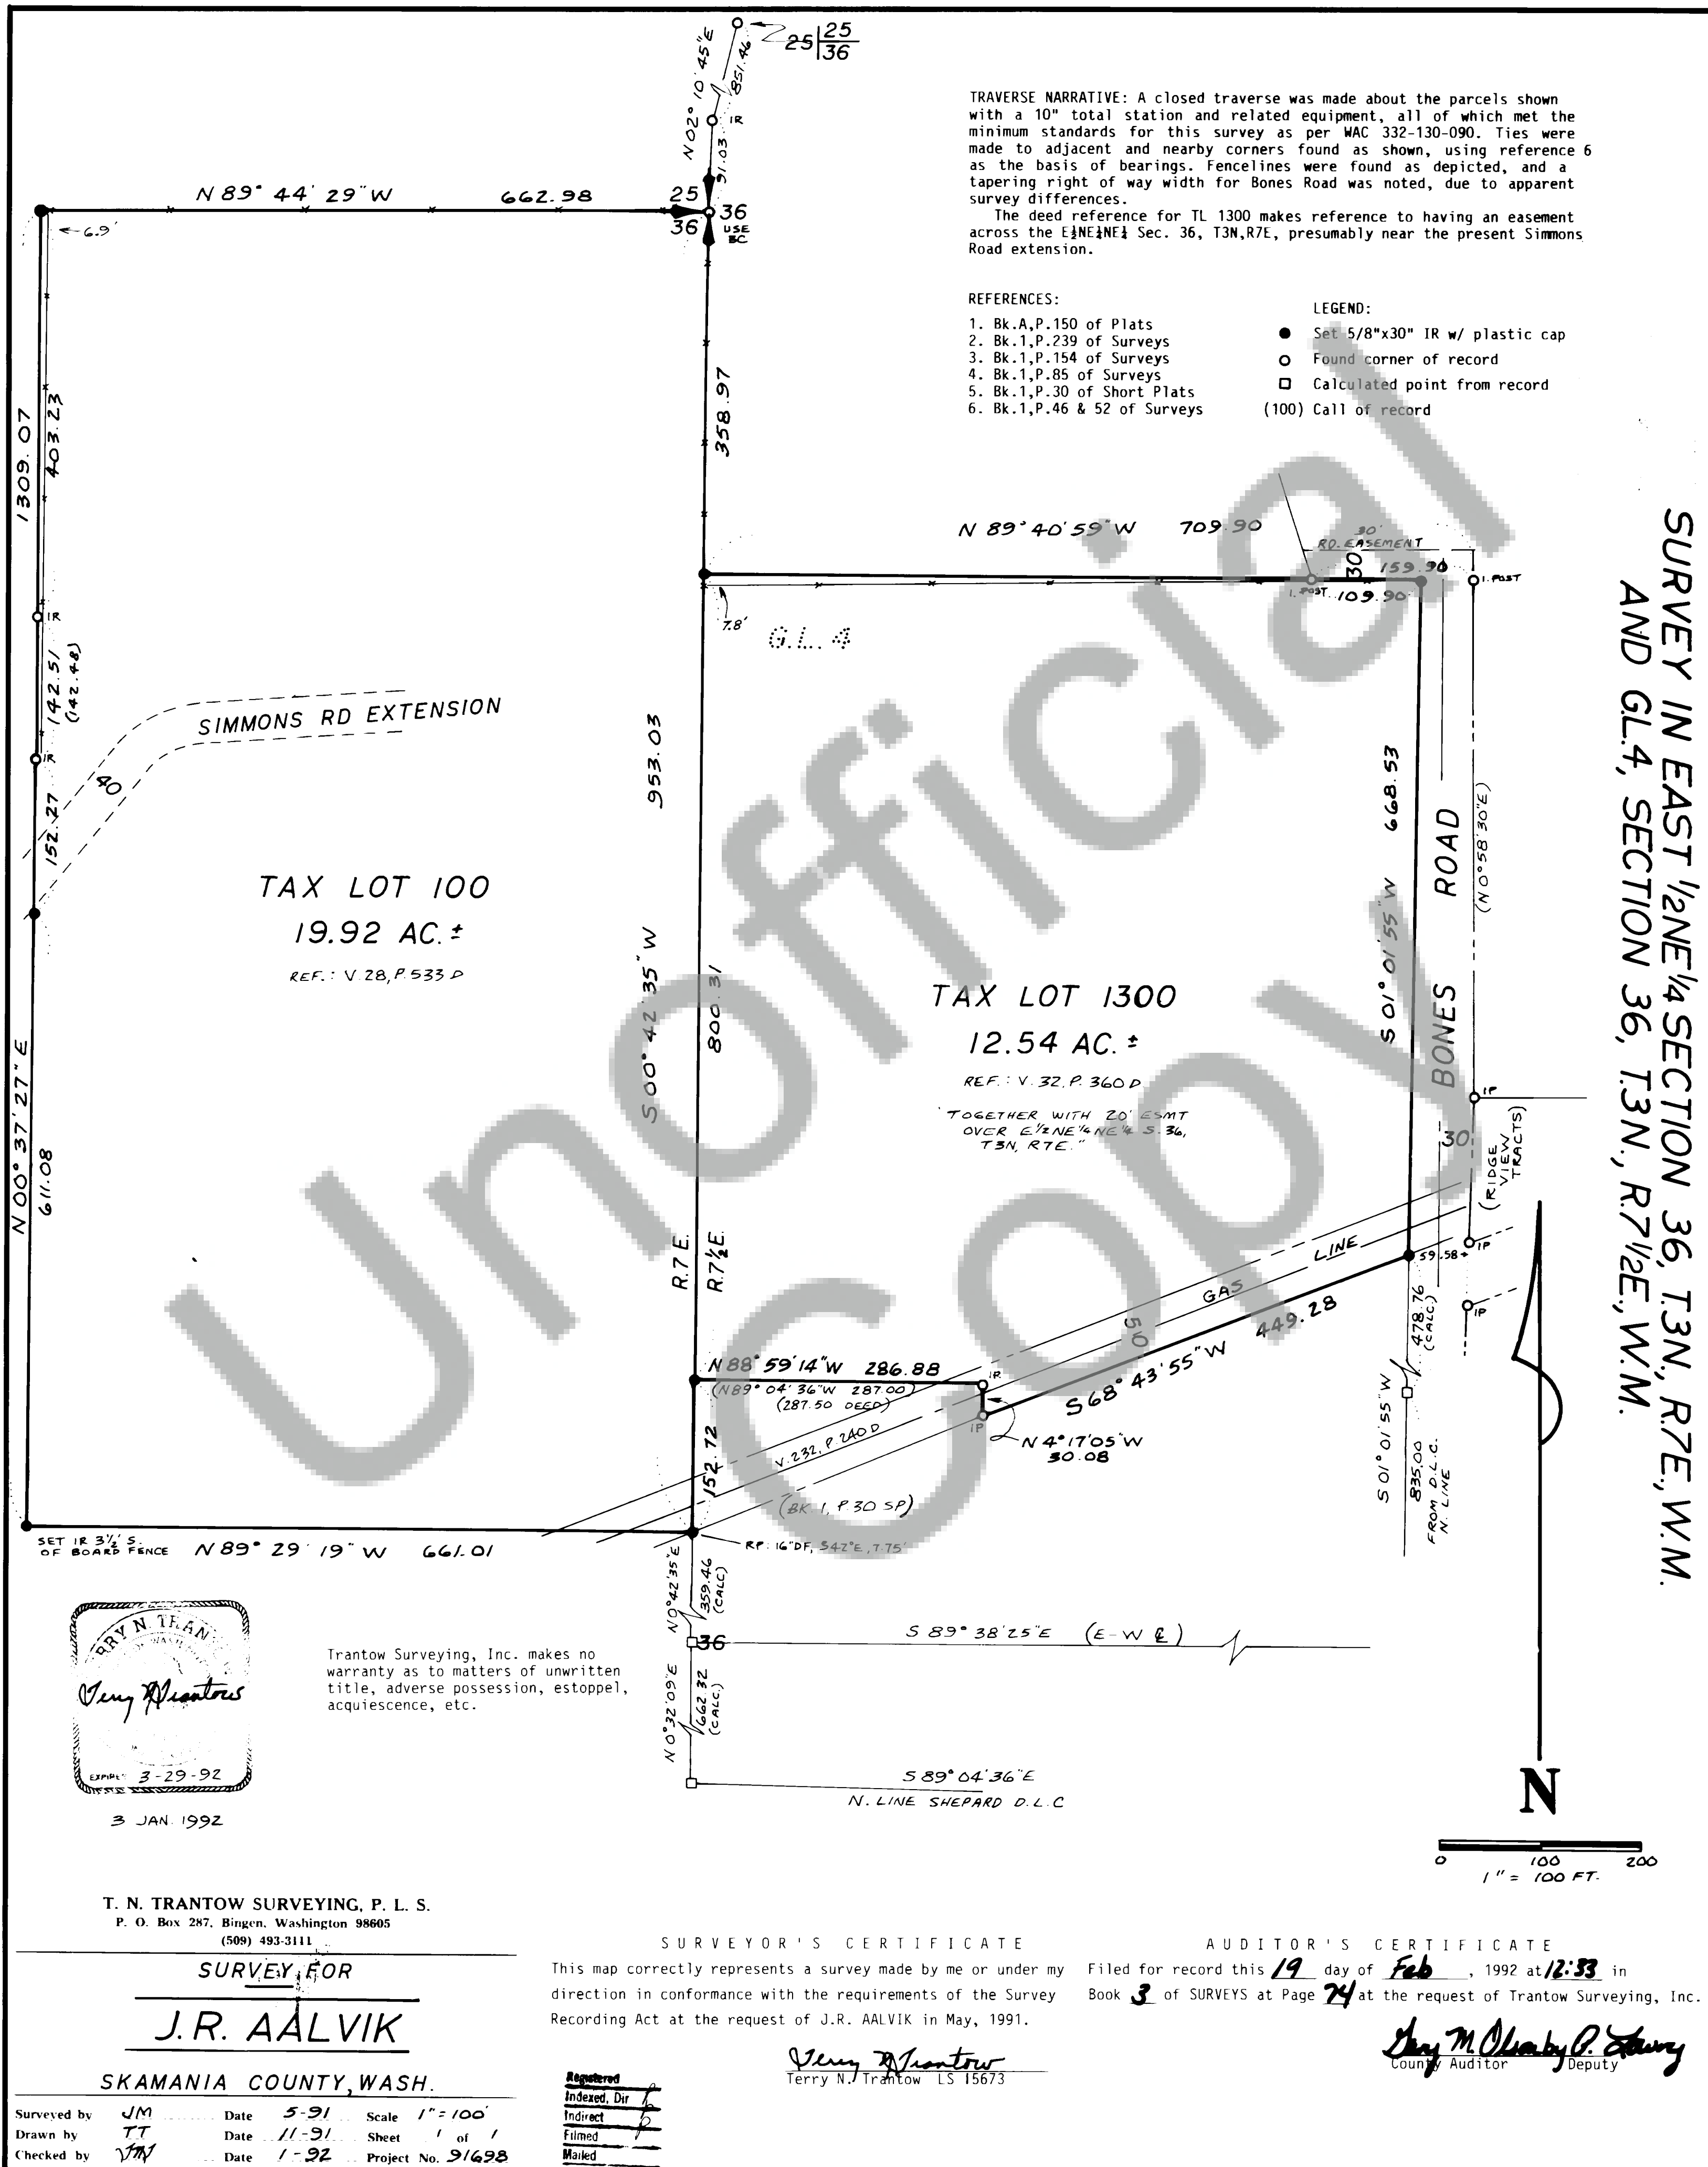 25 25
36
N02° 10' 45"E
851.46
IR
91.03
N 89° 44' 29" W 662.98
25
36
36
USE
BC
6.9'
TRAVERSE NARRATIVE: A closed traverse was made about the parcels shown
with a 10" total station and related equipment, all of which met the
minimum standards for this survey as per WAC 332-130-090. Ties were
made to adjacent and nearby corners found as shown, using reference 6
as the basis of bearings. Fencelines were found as depicted, and a
tapering right of way width for Bones Road was noted, due to apparent
survey differences.
The deed reference for TL 1300 makes reference to having an easement
across the E½NE¼NE¼ Sec. 36, T3N,R7E, presumably near the present Simmons
Road extension.
REFERENCES:
1. Bk.A,P.150 of Plats
2. Bk.1,P.239 of Surveys
3. Bk.1,P.154 of Surveys
4. Bk.1,P.85 of Surveys
5. Bk.1,P.30 of Short Plats
6. Bk.1,P.46 & 52 of Surveys
LEGEND:
Set 5/8"x30" IR w/ plastic cap
Found corner of record
Calculated point from record
(100) Call of record
SURVEY IN EAST 1/2NE1/4 SECTION 36, T.3N., R.7E., W.M.
AND G.L.4, SECTION 36, T.3N., R.7 1/2E., W.M.
1309.07
403.23
358.97
N 89° 40' 59" W 709.90
30'
RD. EASEMENT
30
159.90
I. POST
109.90
I. POST
7.8'
G.L. 4
IR
142.51
(142.48)
IR
SIMMONS RD EXTENSION
40
152.27
953.03
668.53
(N 0° 58' 30" E)
BONES ROAD
TAX LOT 100
19.92 AC. ±
REF.: V. 28, P. 533 D
S 00° 42' 35" W
800.31
S 01° 01' 55" W
TAX LOT 1300
12.54 AC. ±
REF.: V. 32, P. 360 D
"TOGETHER WITH 20' ESMT
OVER E½NE¼NE¼ S. 36,
T3N, R7E."
N 00° 37' 27" E
611.08
IP
30
(RIDGE
VIEW
TRACTS)
R.7 E.
R.7½E.
GAS LINE
50
59.58±
IP
IP
S 68° 43' 55" W 449.28
478.76
(CALC.)
N 88° 59' 14" W 286.88
(N89° 04' 36"W 287.00)
(287.50 DEED)
IR
IP
N 4° 17' 05" W
30.08
V. 232, P. 240 D
152.72
(BK. 1, P. 30 SP)
S 01° 01' 55" W
835.00
FROM D.L.C.
N. LINE
SET IR 3½' S.
OF BOARD FENCE
N 89° 29' 19" W 661.01
RP: 16"DF, S42°E, 7.75'
N 0° 42' 35" E
359.46
(CALC)
36
S 89° 38' 25" E (E-W ℄)
N 0° 32' 09" E
662.32
(CALC.)
S 89° 04' 36" E
N. LINE SHEPARD D.L.C
Trantow Surveying, Inc. makes no
warranty as to matters of unwritten
title, adverse possession, estoppel,
acquiescence, etc.
Terry N Trantow
EXPIRES 3-29-92
3 JAN. 1992
N
0 100 200
1" = 100 FT.
T. N. TRANTOW SURVEYING, P. L. S.
P. O. Box 287, Bingen, Washington 98605
(509) 493-3111
SURVEY FOR
J.R. AALVIK
SKAMANIA COUNTY, WASH.
Surveyed by JM Date 5-91 Scale 1"=100'
Drawn by TT Date 11-91 Sheet 1 of 1
Checked by Date 1-92 Project No. 91698
SURVEYOR'S CERTIFICATE
This map correctly represents a survey made by me or under my
direction in conformance with the requirements of the Survey
Recording Act at the request of J.R. AALVIK in May, 1991.
Terry N Trantow
Terry N. Trantow LS 15673
Registered
Indexed, Dir
Indirect
Filmed
Mailed
AUDITOR'S CERTIFICATE
Filed for record this 19 day of Feb, 1992 at 12:33 in
Book 3 of SURVEYS at Page 74 at the request of Trantow Surveying, Inc.
County Auditor Deputy
Unofficial
Copy